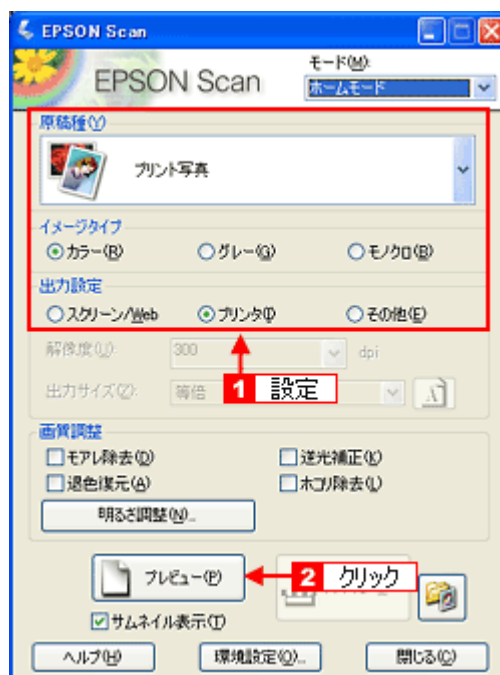 EPSON Scan
EPSON Scan
モード(M):
ホームモード
原稿種(Y)
プリント写真
イメージタイプ
カラー(R) グレー(G) モノクロ(B)
出力設定
スクリーン/Web プリンタ(I) その他(E)
解像度(U): 300 dpi
出力サイズ(Z): 等倍
1 設定
画質調整
モアレ除去(D) 逆光補正(K)
退色復元(A) ホコリ除去(L)
明るさ調整(N)...
プレビュー(P)
2 クリック
サムネイル表示(T)
ヘルプ(H) 環境設定(O)... 閉じる(C)